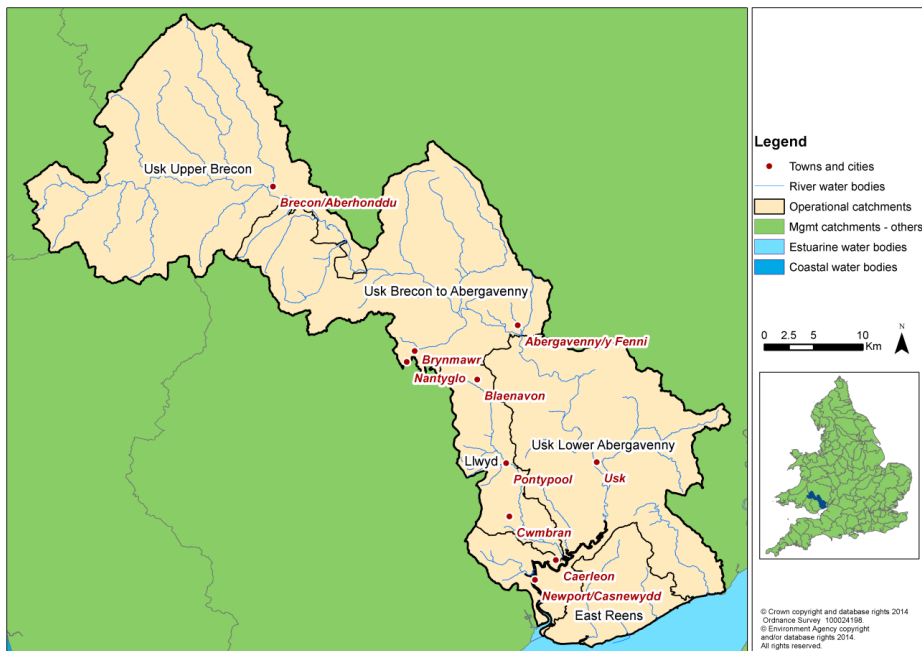 Usk Upper Brecon
Brecon/Aberhonddu
Usk Brecon to Abergavenny
Abergavenny/y Fenni
Brynmawr
Nantyglo
Blaenavon
Usk Lower Abergavenny
Llwyd
Pontypool
Usk
Cwmbran
Caerleon
Newport/Casnewydd
East Reens
Legend
Towns and cities
River water bodies
Operational catchments
Mgmt catchments - others
Estuarine water bodies
Coastal water bodies
0 2.5 5 10
Km
N
© Crown copyright and database rights 2014
Ordnance Survey 100024198.
© Environment Agency copyright
and/or database rights 2014.
All rights reserved.